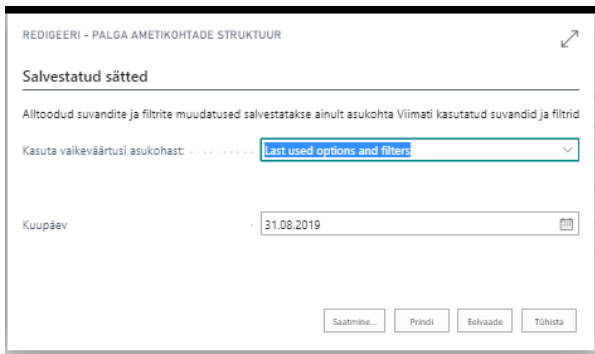 REDIGEERI - PALGA AMETIKOHTADE STRUKTUUR
Salvestatud sätted
Alltoodud suvandite ja filtrite muudatused salvestatakse ainult asukohta Viimati kasutatud suvandid ja filtrid
Kasuta vaikeväärtusi asukohast: Last used options and filters
Kuupäev 31.08.2019
Saatmine... Prindi Eelvaade Tühista